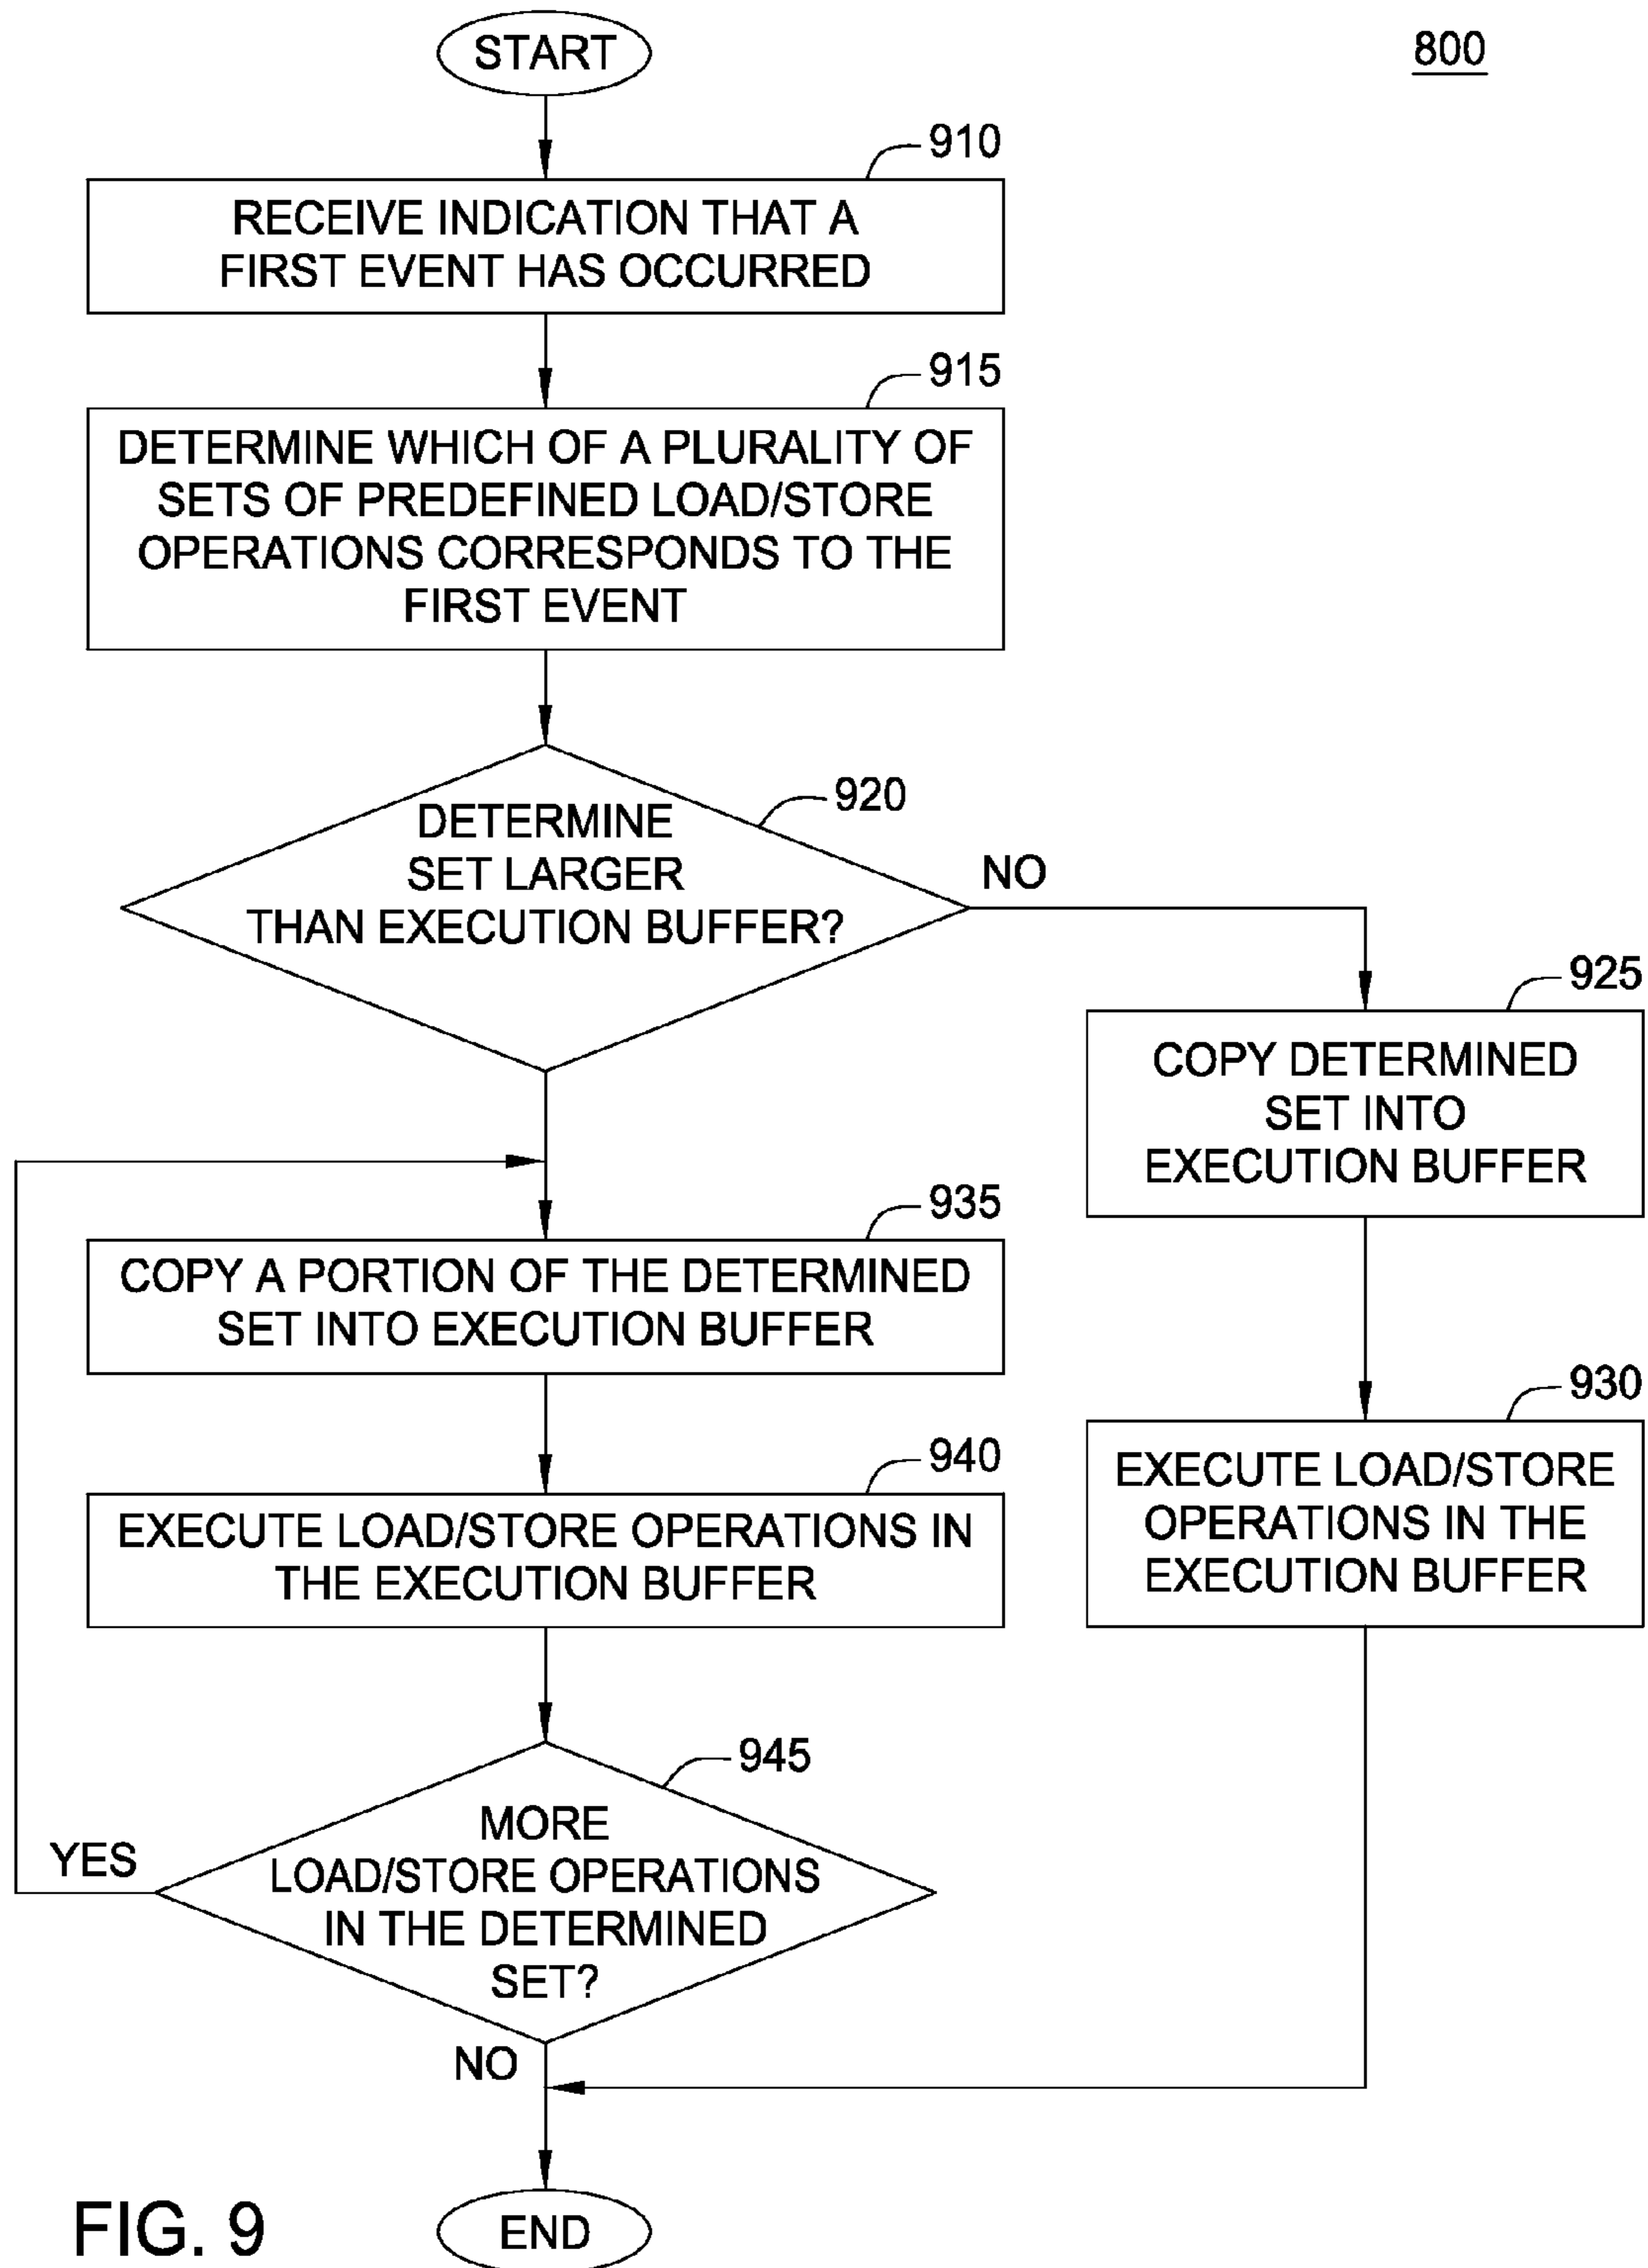 START
800
910
RECEIVE INDICATION THAT A
FIRST EVENT HAS OCCURRED
915
DETERMINE WHICH OF A PLURALITY OF
SETS OF PREDEFINED LOAD/STORE
OPERATIONS CORRESPONDS TO THE
FIRST EVENT
920
DETERMINE
SET LARGER
THAN EXECUTION BUFFER?
NO
925
COPY DETERMINED
SET INTO
EXECUTION BUFFER
935
COPY A PORTION OF THE DETERMINED
SET INTO EXECUTION BUFFER
930
EXECUTE LOAD/STORE
OPERATIONS IN THE
EXECUTION BUFFER
940
EXECUTE LOAD/STORE OPERATIONS IN
THE EXECUTION BUFFER
945
MORE
LOAD/STORE OPERATIONS
IN THE DETERMINED
SET?
YES
NO
END
FIG. 9